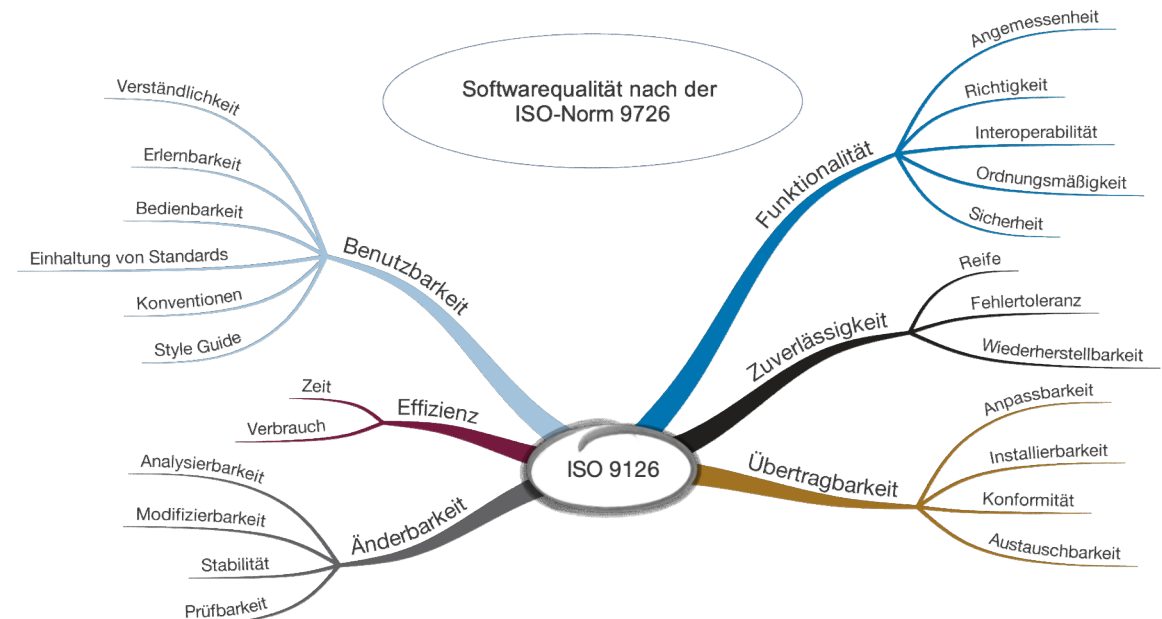 Softwarequalität nach der
ISO-Norm 9726
ISO 9126
Funktionalität
Angemessenheit
Richtigkeit
Interoperabilität
Ordnungsmäßigkeit
Sicherheit
Zuverlässigkeit
Reife
Fehlertoleranz
Wiederherstellbarkeit
Übertragbarkeit
Anpassbarkeit
Installierbarkeit
Konformität
Austauschbarkeit
Benutzbarkeit
Verständlichkeit
Erlernbarkeit
Bedienbarkeit
Einhaltung von Standards
Konventionen
Style Guide
Effizienz
Zeit
Verbrauch
Änderbarkeit
Analysierbarkeit
Modifizierbarkeit
Stabilität
Prüfbarkeit